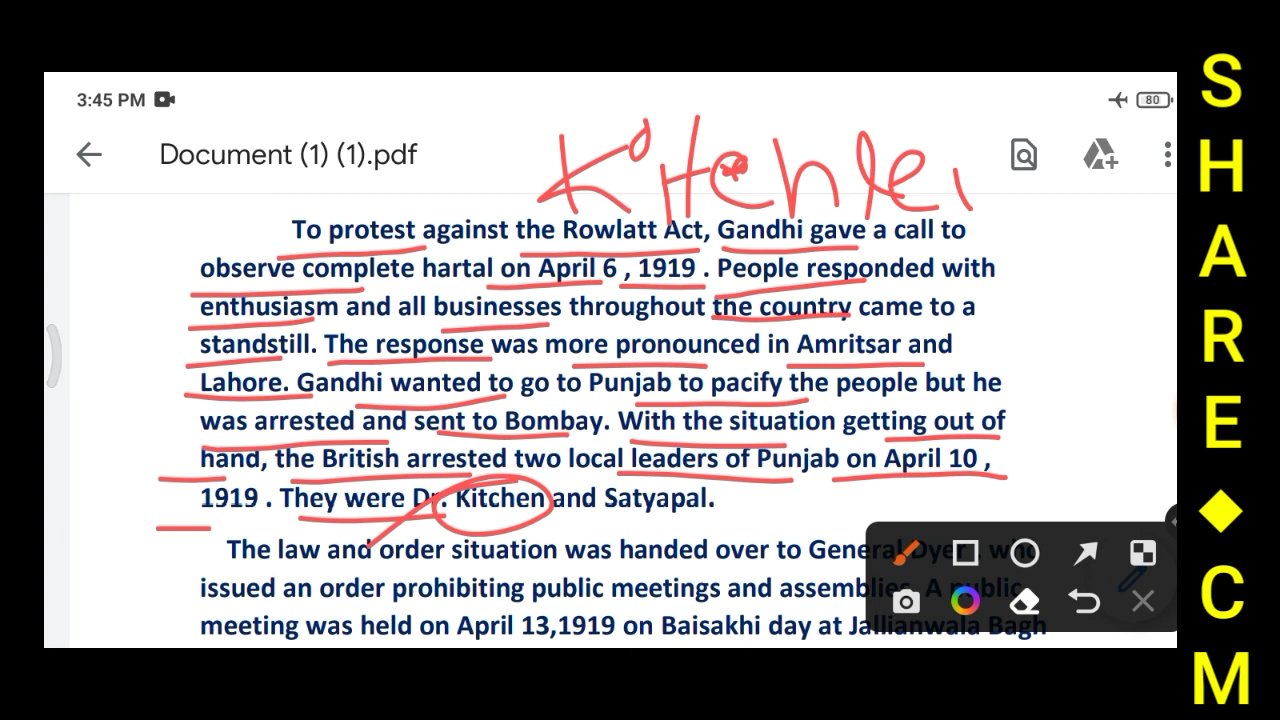 3:45 PM
80
Document (1) (1).pdf
To protest against the Rowlatt Act, Gandhi gave a call to
observe complete hartal on April 6 , 1919 . People responded with
enthusiasm and all businesses throughout the country came to a
standstill. The response was more pronounced in Amritsar and
Lahore. Gandhi wanted to go to Punjab to pacify the people but he
was arrested and sent to Bombay. With the situation getting out of
hand, the British arrested two local leaders of Punjab on April 10 ,
1919 . They were Dr. Kitchen and Satyapal.
The law and order situation was handed over to General Dyer , who
issued an order prohibiting public meetings and assemblies. A public
meeting was held on April 13,1919 on Baisakhi day at Jallianwala Bagh
SHARE◆CM